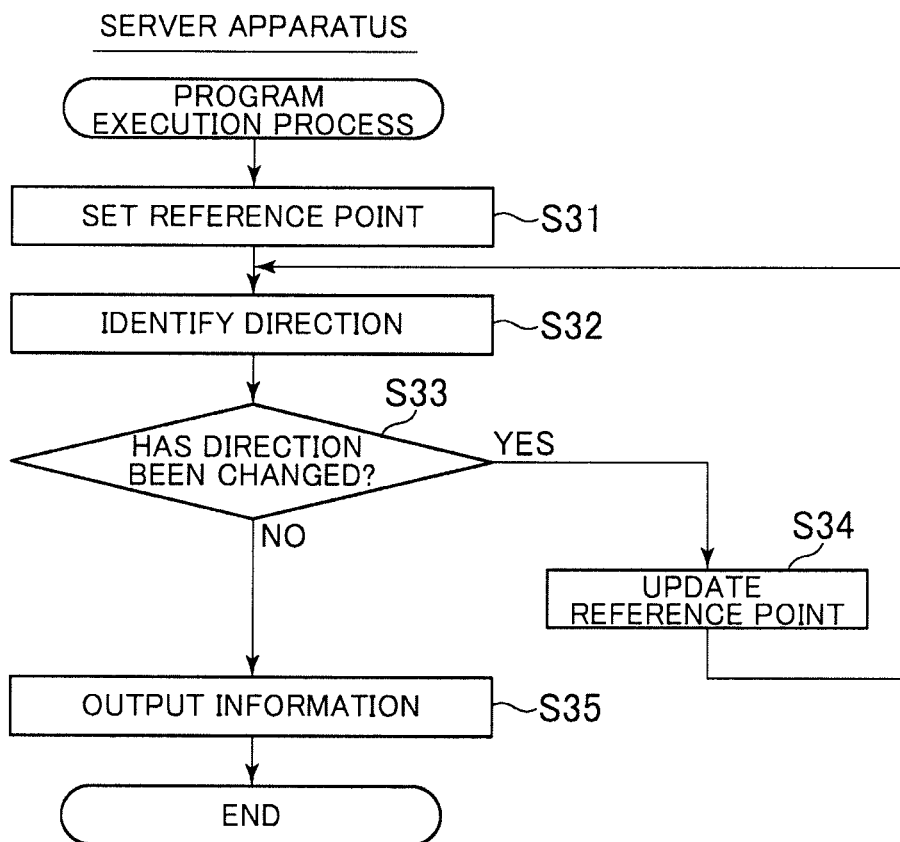 SERVER APPARATUS
PROGRAM
EXECUTION PROCESS
SET REFERENCE POINT
S31
IDENTIFY DIRECTION
S32
S33
HAS DIRECTION
BEEN CHANGED?
YES
NO
S34
UPDATE
REFERENCE POINT
OUTPUT INFORMATION
S35
END